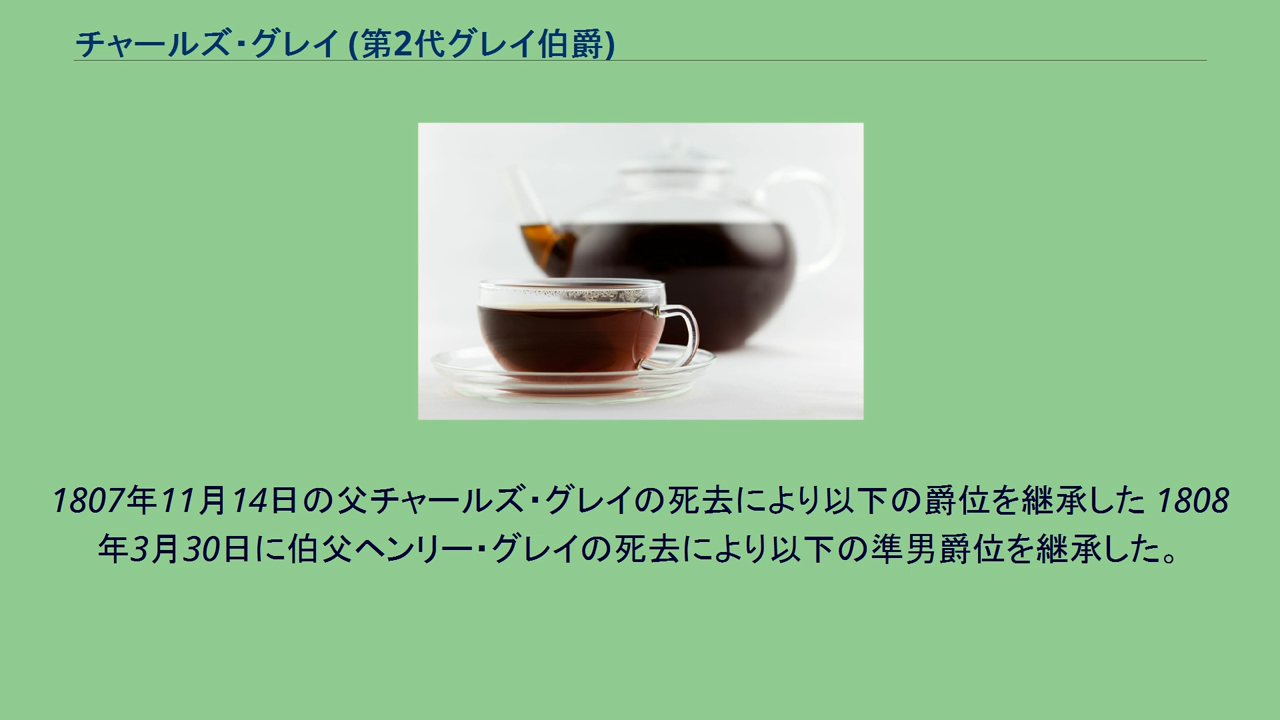 チャールズ・グレイ (第2代グレイ伯爵)
1807年11月14日の父チャールズ・グレイの死去により以下の爵位を継承した 1808
年3月30日に伯父ヘンリー・グレイの死去により以下の準男爵位を継承した。